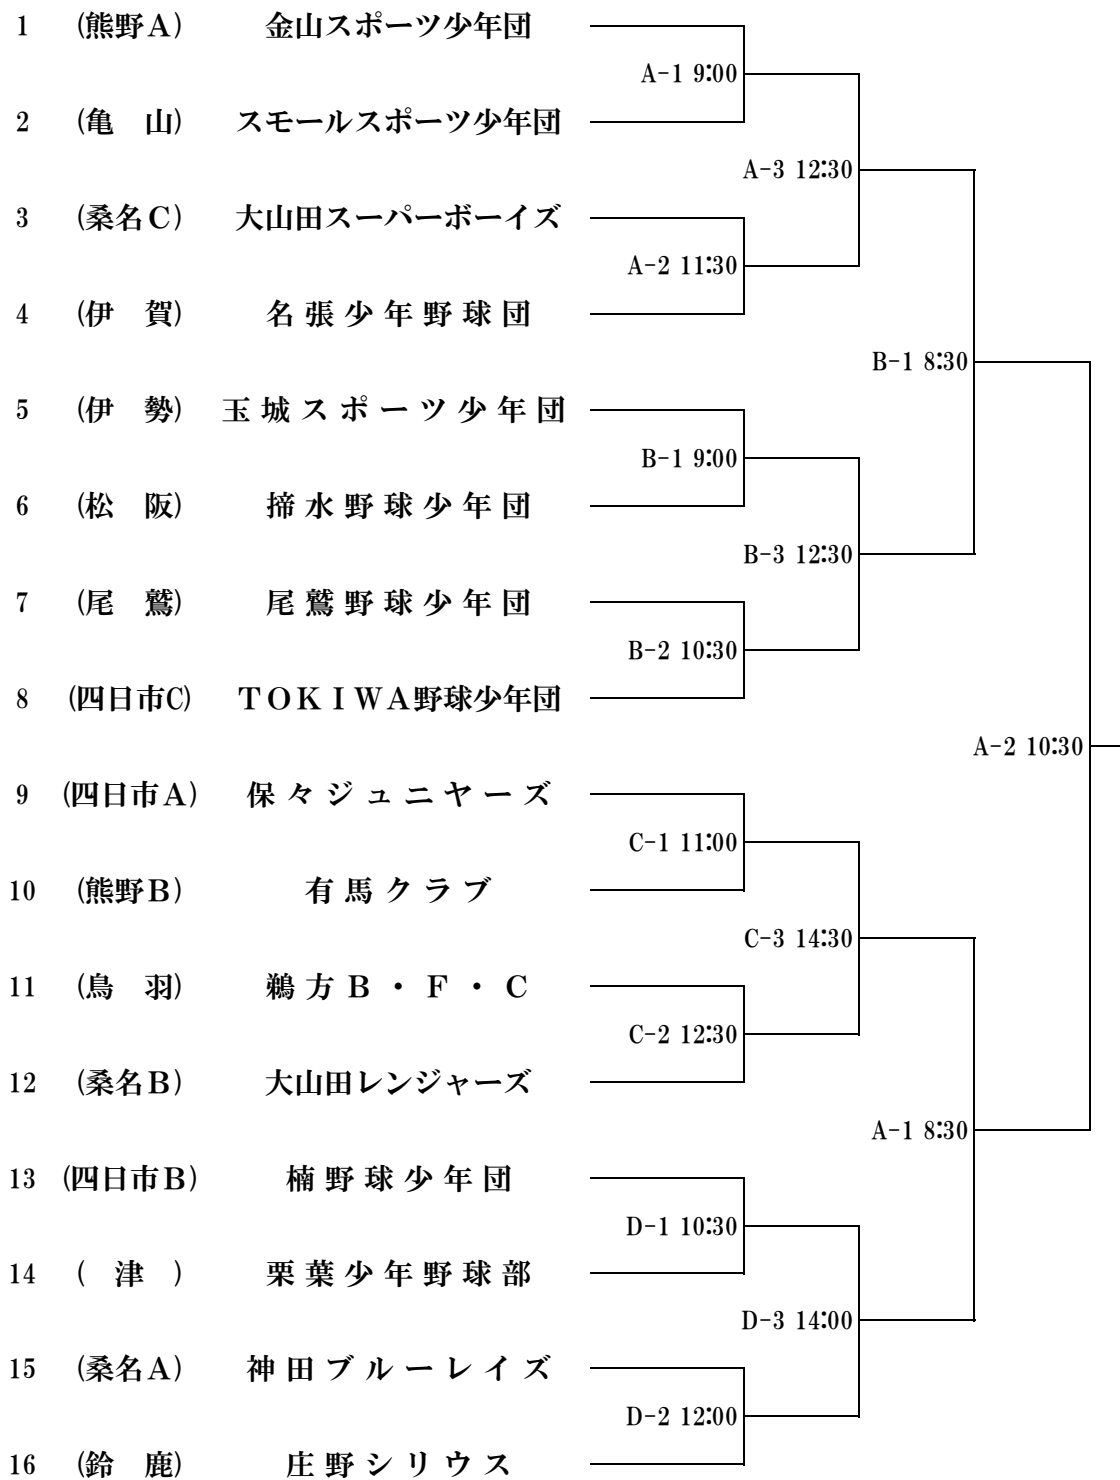 1 (熊野A) 金山スポーツ少年団
A-1 9:00
2 (亀 山) スモールスポーツ少年団
A-3 12:30
3 (桑名C) 大山田スーパーボーイズ
A-2 11:30
4 (伊 賀) 名張少年野球団
B-1 8:30
5 (伊 勢) 玉城スポーツ少年団
B-1 9:00
6 (松 阪) 揥水野球少年団
B-3 12:30
7 (尾 鷲) 尾鷲野球少年団
B-2 10:30
8 (四日市C) TOKIWA野球少年団
A-2 10:30
9 (四日市A) 保々ジュニヤーズ
C-1 11:00
10 (熊野B) 有馬クラブ
C-3 14:30
11 (鳥 羽) 鵜方B・F・C
C-2 12:30
12 (桑名B) 大山田レンジャーズ
A-1 8:30
13 (四日市B) 楠野球少年団
D-1 10:30
14 ( 津 ) 栗葉少年野球部
D-3 14:00
15 (桑名A) 神田ブルーレイズ
D-2 12:00
16 (鈴 鹿) 庄野シリウス